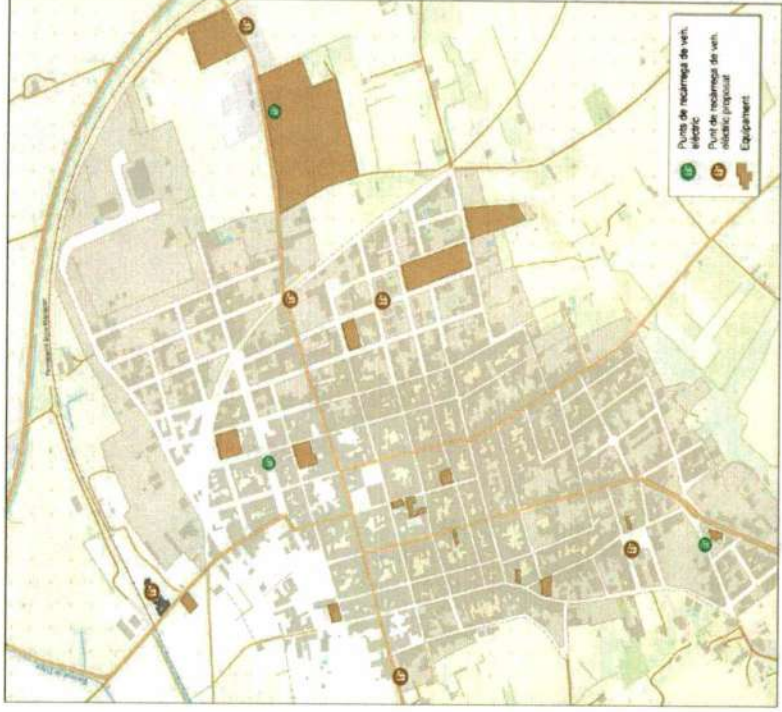 Punts de recàrrega de veh.
elèctric
Punt de recàrrega de veh.
elèctric proposat
Equipament